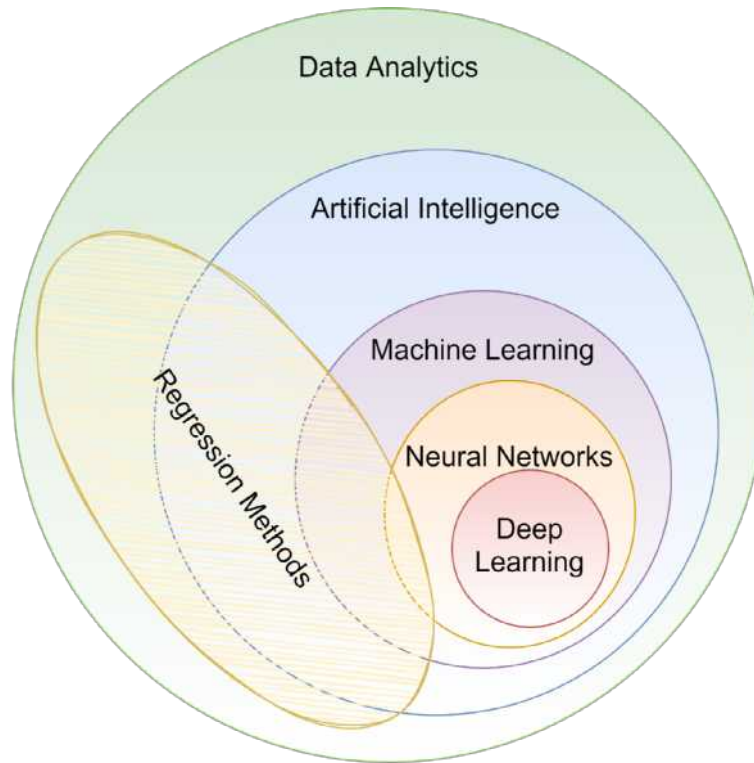 Data Analytics
Artificial Intelligence
Machine Learning
Regression Methods
Neural Networks
Deep
Learning